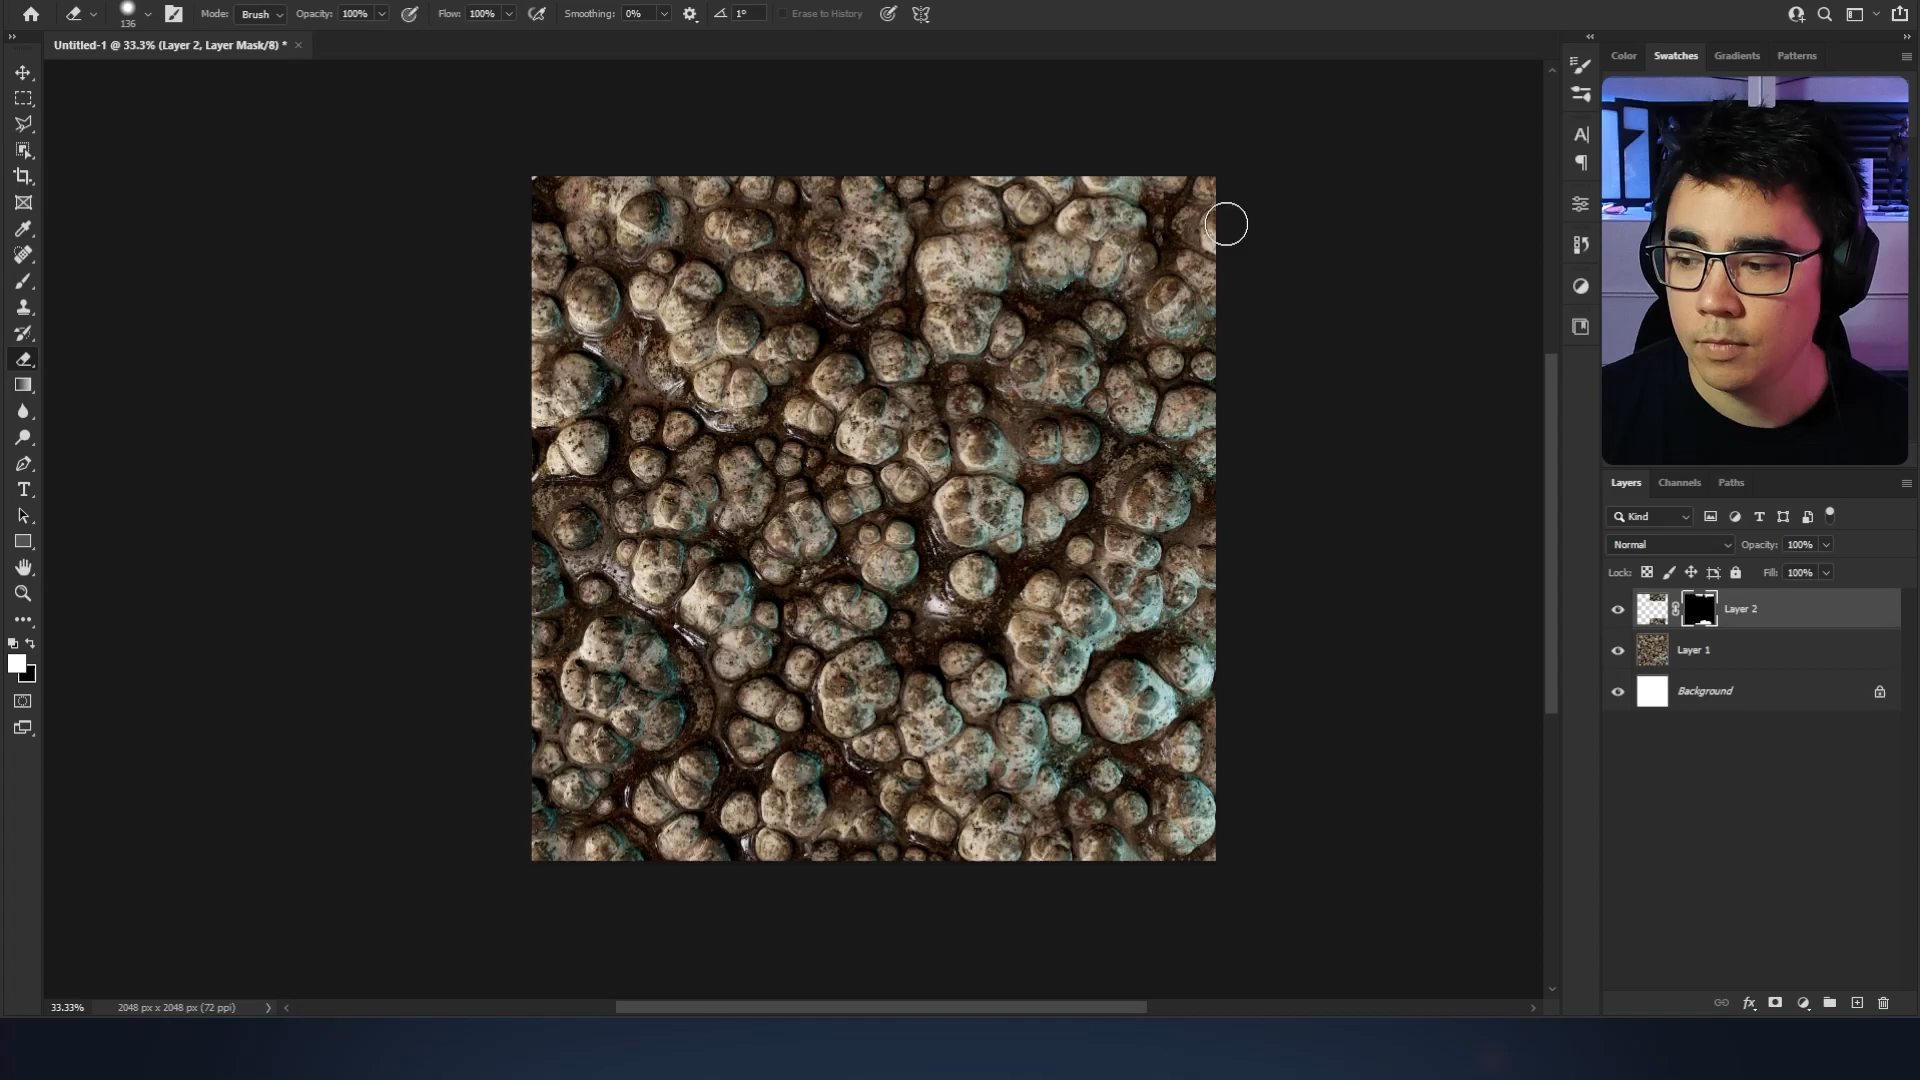 136
Mode: Brush Opacity: 100% Flow: 100% Smoothing: 0% 1° Erase to History
Untitled-1 @ 33.3% (Layer 2, Layer Mask/8) *
Color Swatches Gradients Patterns
Layers Channels Paths
Kind
Normal Opacity: 100%
Lock: Fill: 100%
Layer 2
Layer 1
Background
33.33% 2048 px x 2048 px (72 ppi)